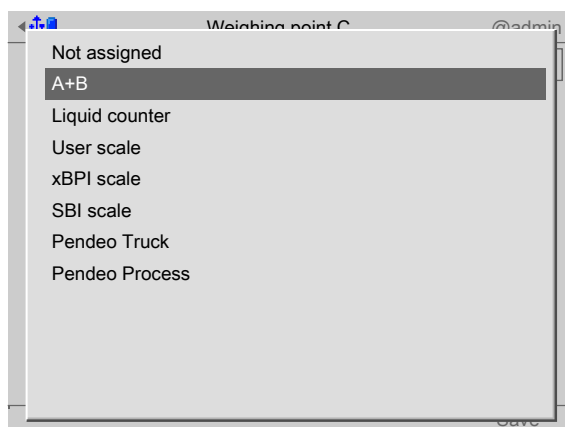 Weighing point C @admin
Not assigned
A+B
Liquid counter
User scale
xBPI scale
SBI scale
Pendeo Truck
Pendeo Process
Save